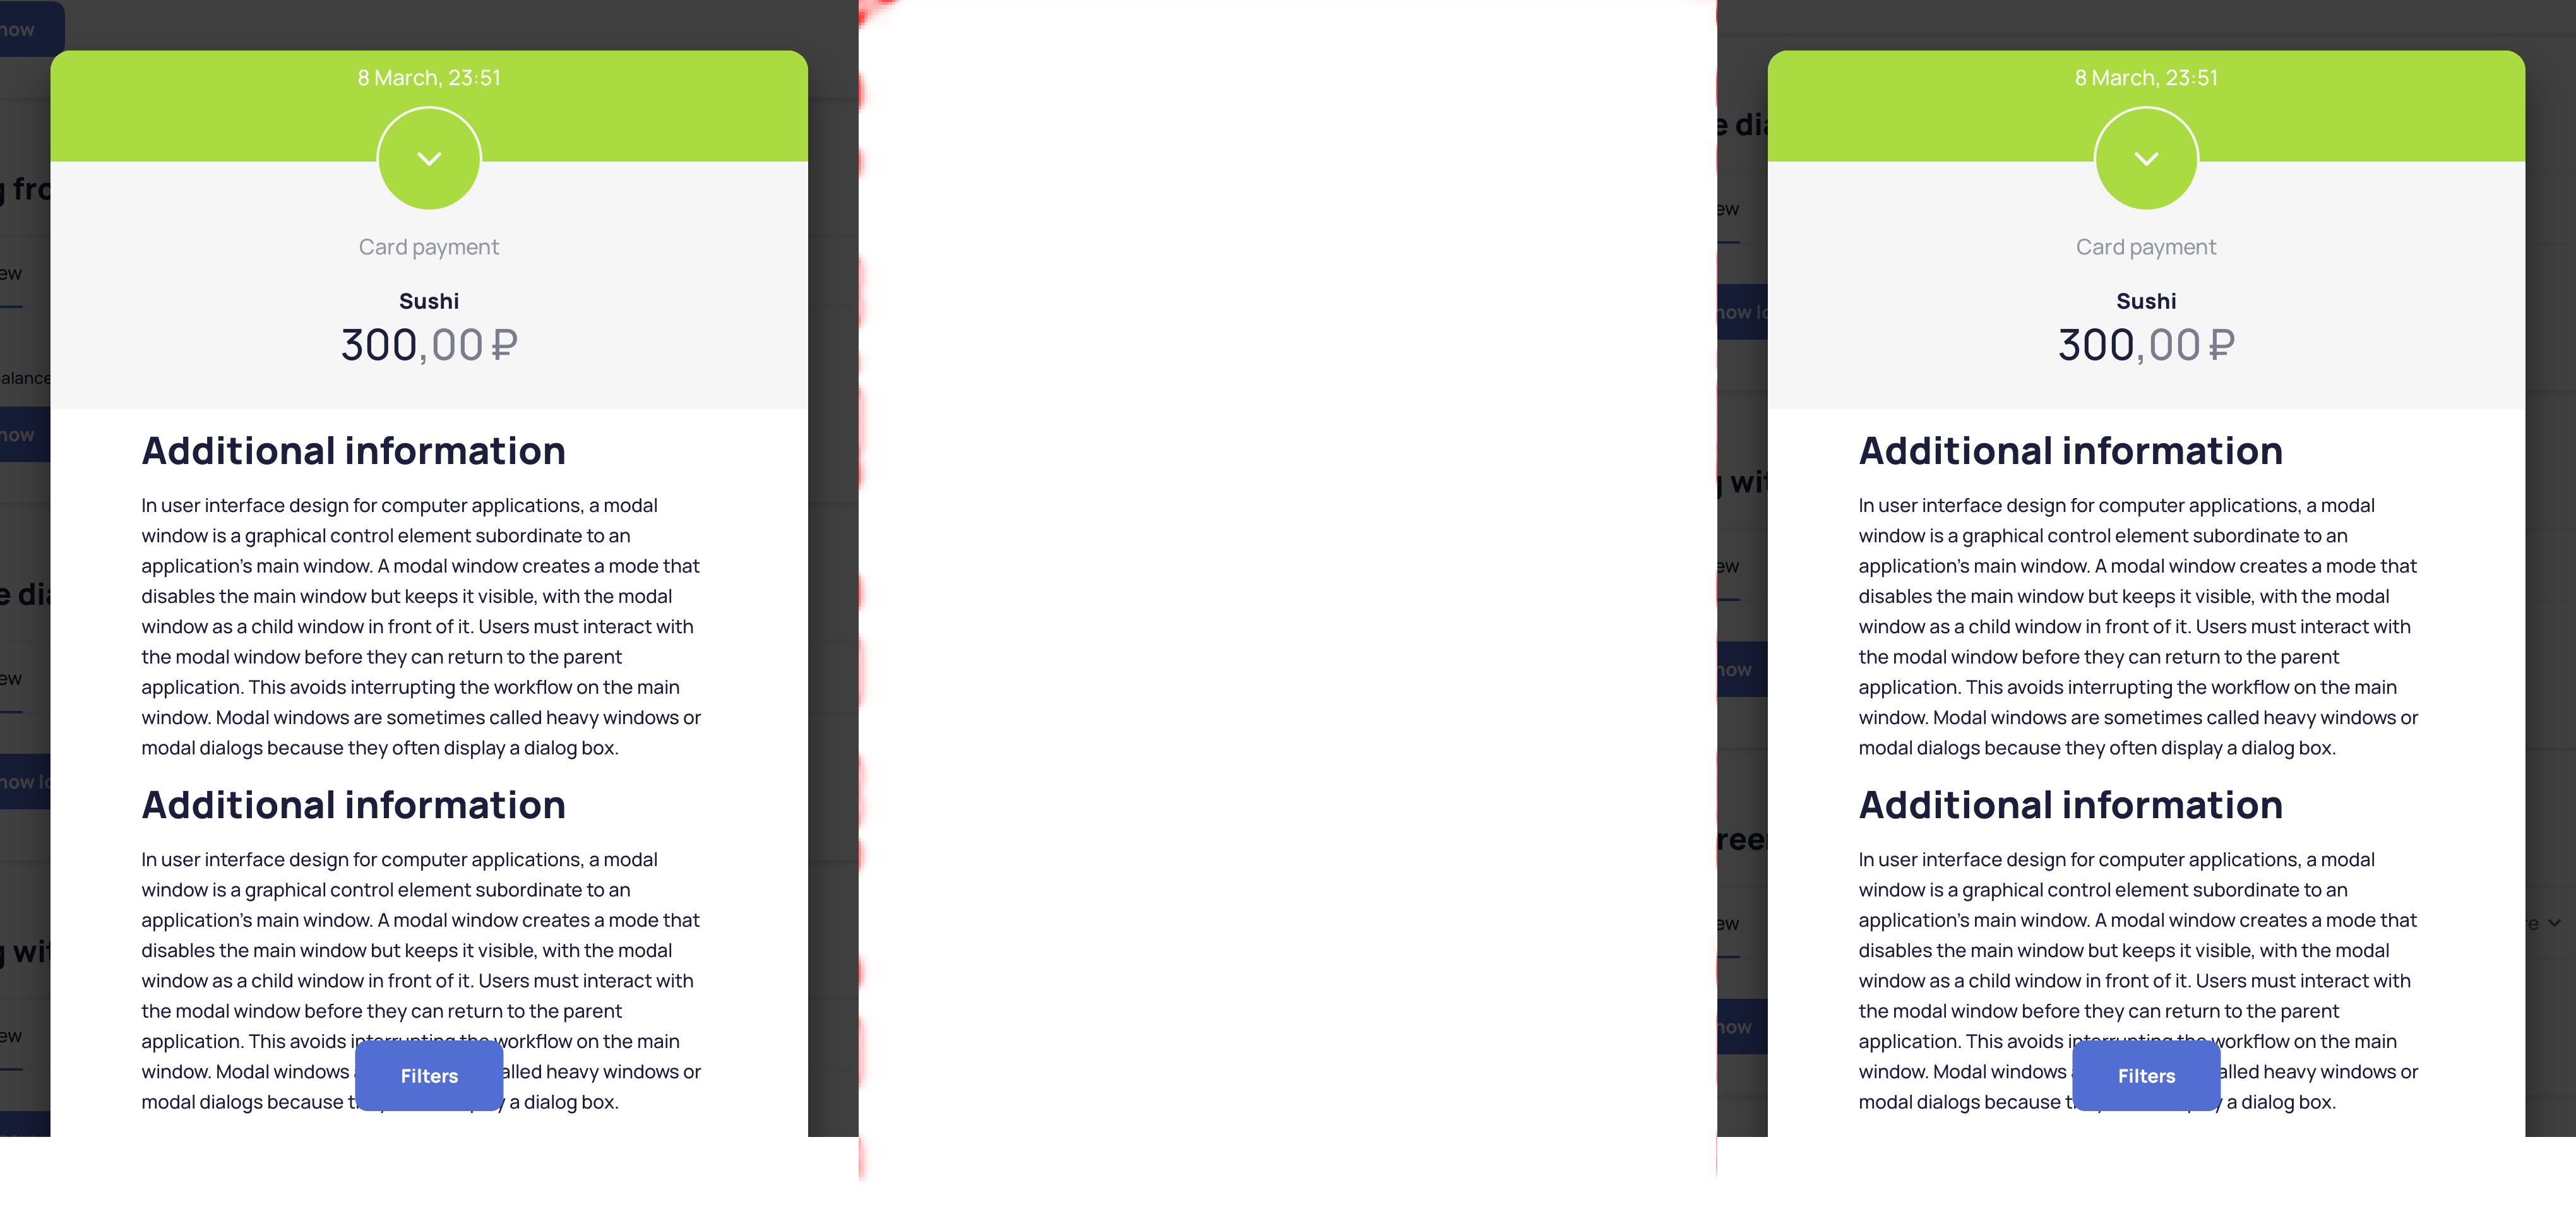 now
8 March, 23:51
Card payment
Sushi
300,00 ₽
Additional information
In user interface design for computer applications, a modal
window is a graphical control element subordinate to an
application's main window. A modal window creates a mode that
disables the main window but keeps it visible, with the modal
window as a child window in front of it. Users must interact with
the modal window before they can return to the parent
application. This avoids interrupting the workflow on the main
window. Modal windows are sometimes called heavy windows or
modal dialogs because they often display a dialog box.
Additional information
In user interface design for computer applications, a modal
window is a graphical control element subordinate to an
application's main window. A modal window creates a mode that
disables the main window but keeps it visible, with the modal
window as a child window in front of it. Users must interact with
the modal window before they can return to the parent
application. This avoids interrupting the workflow on the main
window. Modal windows alled heavy windows or
modal dialogs because a dialog box.
Filters
8 March, 23:51
Card payment
Sushi
300,00 ₽
Additional information
In user interface design for computer applications, a modal
window is a graphical control element subordinate to an
application's main window. A modal window creates a mode that
disables the main window but keeps it visible, with the modal
window as a child window in front of it. Users must interact with
the modal window before they can return to the parent
application. This avoids interrupting the workflow on the main
window. Modal windows are sometimes called heavy windows or
modal dialogs because they often display a dialog box.
Additional information
In user interface design for computer applications, a modal
window is a graphical control element subordinate to an
application's main window. A modal window creates a mode that
disables the main window but keeps it visible, with the modal
window as a child window in front of it. Users must interact with
the modal window before they can return to the parent
application. This avoids interrupting the workflow on the main
window. Modal windows alled heavy windows or
modal dialogs because a dialog box.
Filters